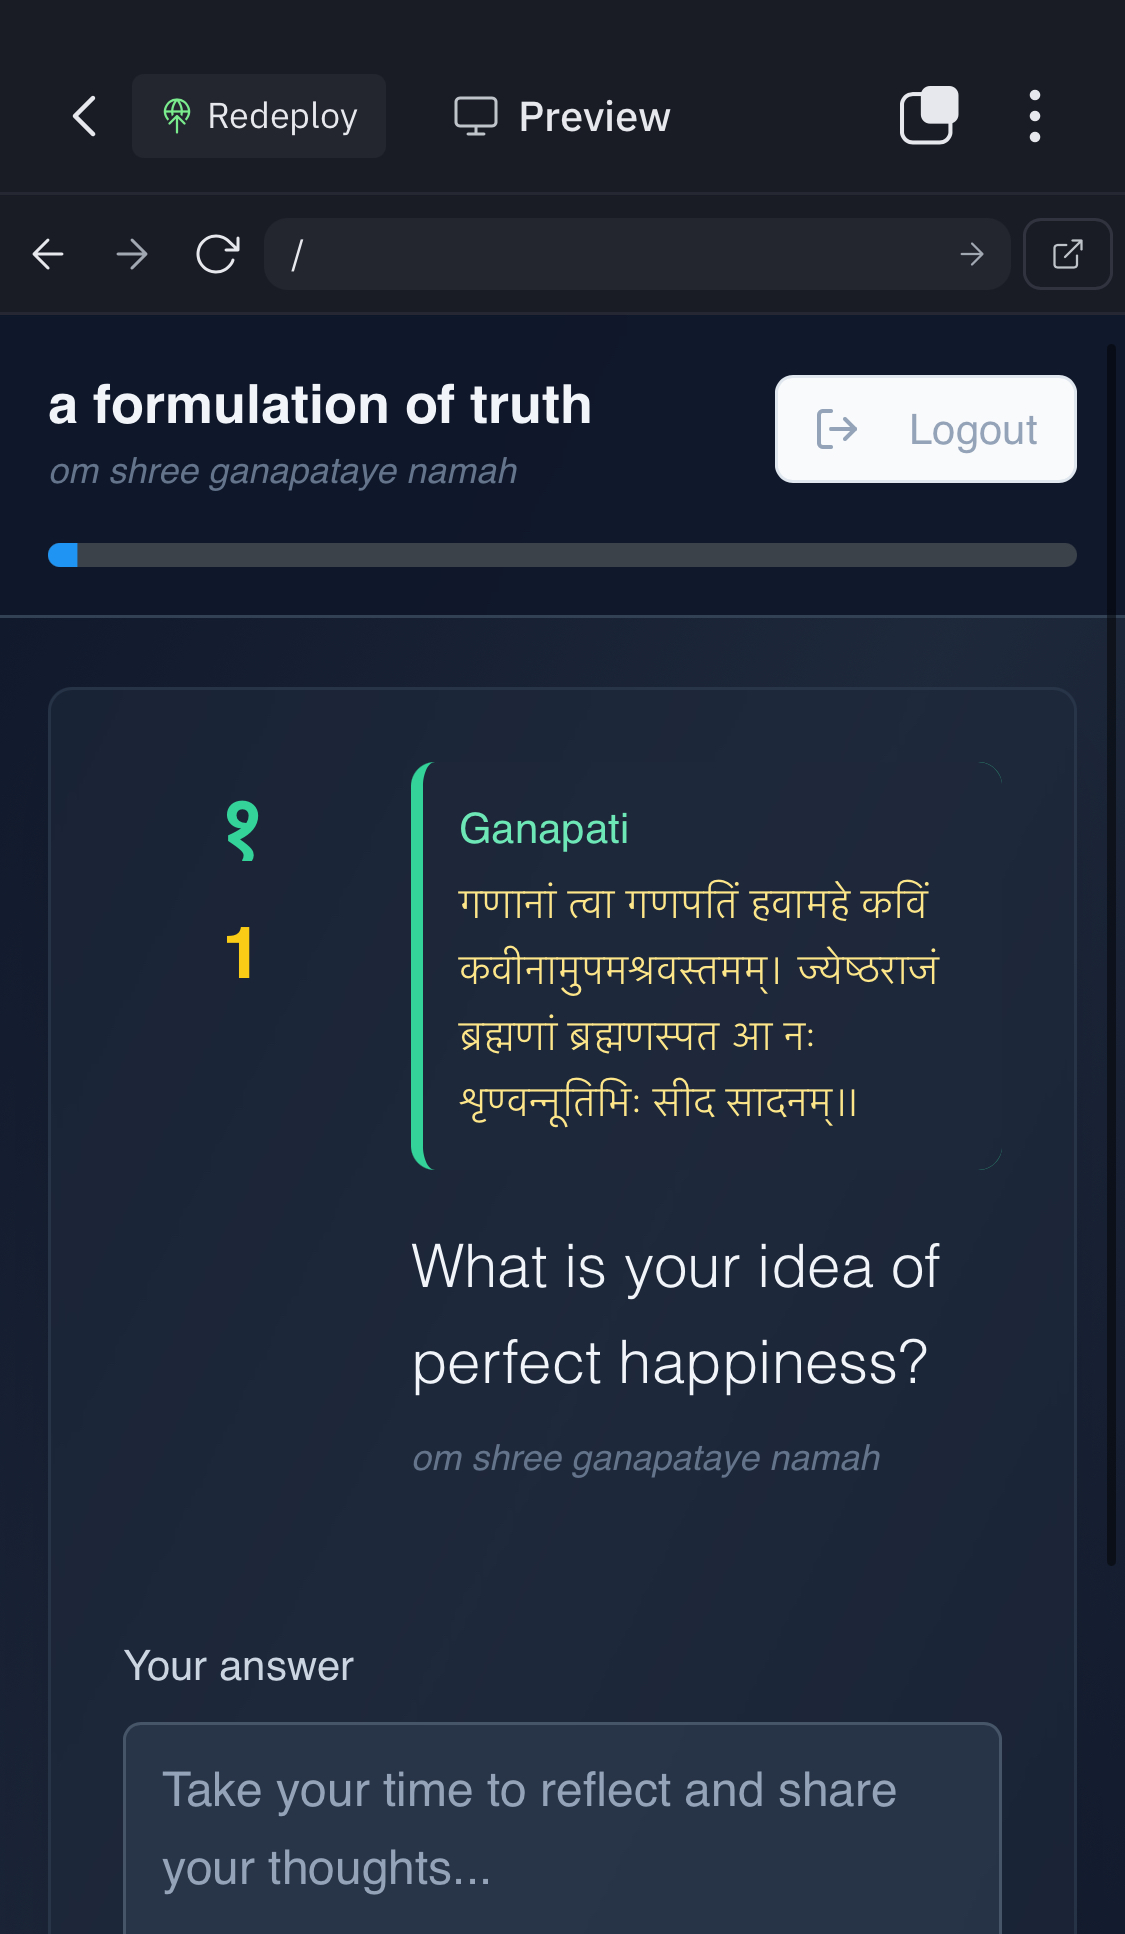 Redeploy
Preview
/
a formulation of truth
Logout
om shree ganapataye namah
१
1
Ganapati
गणानां त्वा गणपतिं हवामहे कविं
कवीनामुपमश्रवस्तमम्। ज्येष्ठराजं
ब्रह्मणां ब्रह्मणस्पत आ नः
शृण्वन्नूतिभिः सीद सादनम्॥
What is your idea of
perfect happiness?
om shree ganapataye namah
Your answer
Take your time to reflect and share
your thoughts...